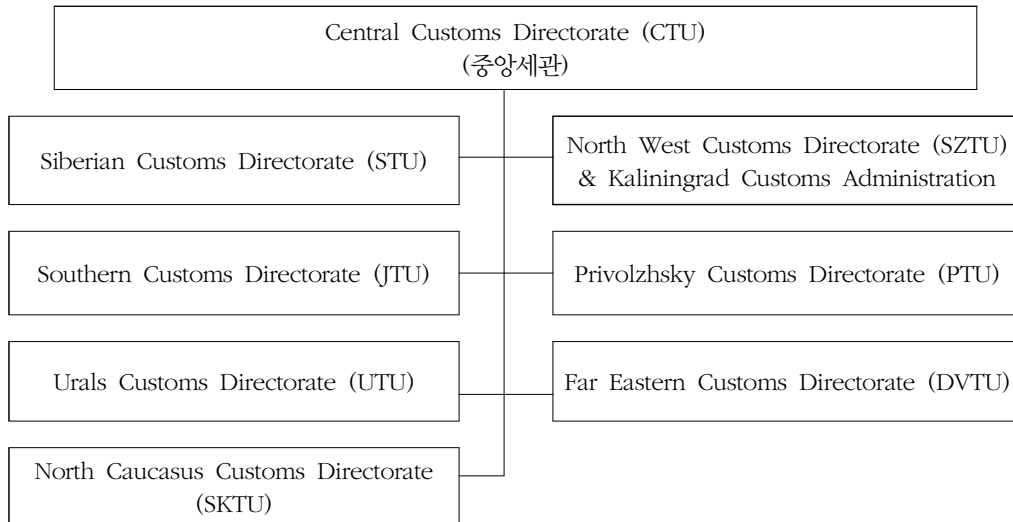 Central Customs Directorate (CTU)
(중앙세관)
Siberian Customs Directorate (STU)
North West Customs Directorate (SZTU)
& Kaliningrad Customs Administration
Southern Customs Directorate (JTU)
Privolzhsky Customs Directorate (PTU)
Urals Customs Directorate (UTU)
Far Eastern Customs Directorate (DVTU)
North Caucasus Customs Directorate
(SKTU)